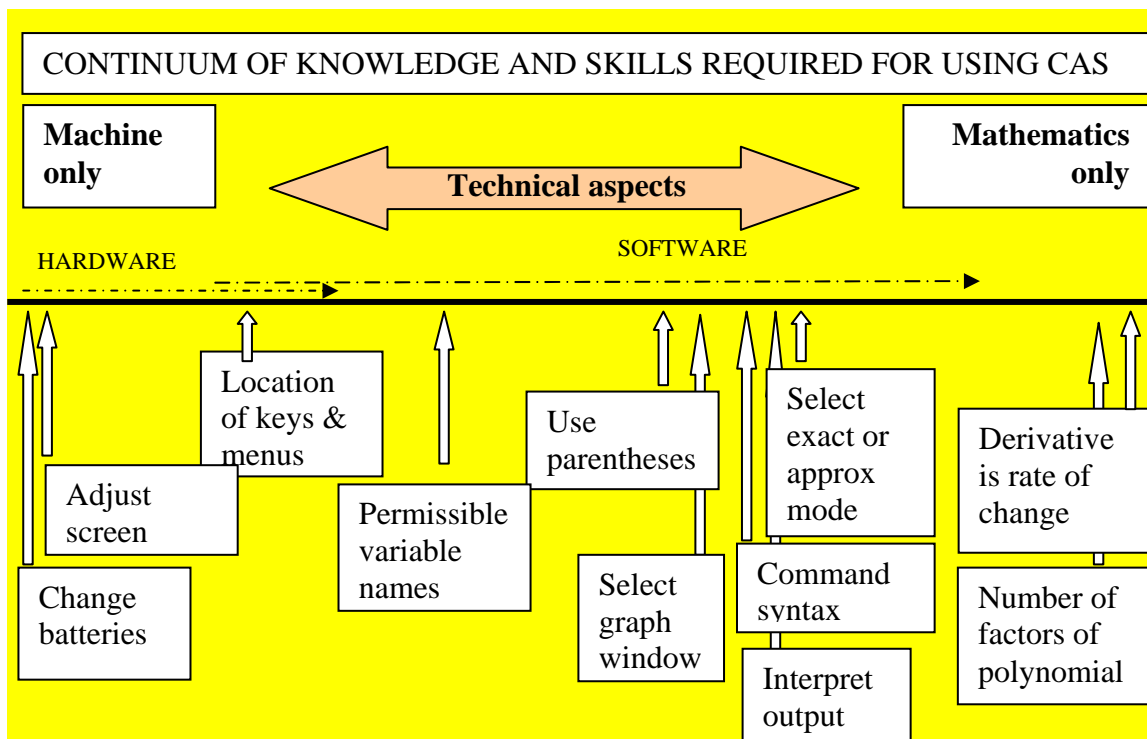 CONTINUUM OF KNOWLEDGE AND SKILLS REQUIRED FOR USING CAS
Machine
only
Technical aspects
Mathematics
only
HARDWARE
SOFTWARE
Location
of keys &
menus
Adjust
screen
Change
batteries
Permissible
variable
names
Use
parentheses
Select
graph
window
Select
exact or
approx
mode
Command
syntax
Interpret
output
Derivative
is rate of
change
Number of
factors of
polynomial